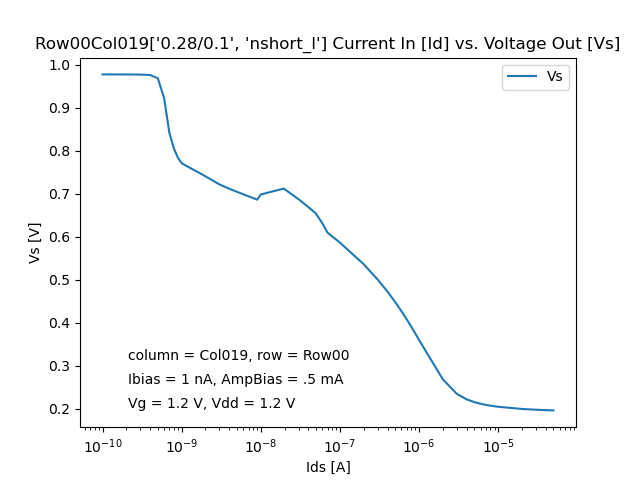 Row00Col019['0.28/0.1', 'nshort_l'] Current In [Id] vs. Voltage Out [Vs]
Vs
1.0
0.9
0.8
0.7
0.6
0.5
0.4
0.3
0.2
Vs [V]
column = Col019, row = Row00
Ibias = 1 nA, AmpBias = .5 mA
Vg = 1.2 V, Vdd = 1.2 V
10⁻¹⁰ 10⁻⁹ 10⁻⁸ 10⁻⁷ 10⁻⁶ 10⁻⁵
Ids [A]